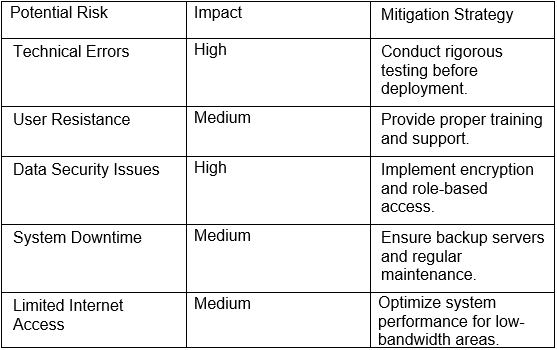 Potential Risk Impact Mitigation Strategy
Technical Errors High Conduct rigorous
testing before
deployment.
User Resistance Medium Provide proper training
and support.
Data Security Issues High Implement encryption
and role-based
access.
System Downtime Medium Ensure backup servers
and regular
maintenance.
Limited Internet Medium Optimize system
Access performance for low-
bandwidth areas.